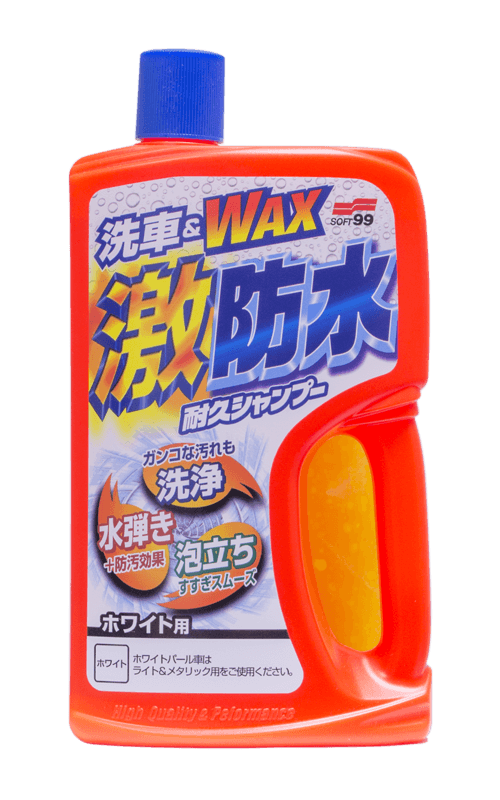 洗車&WAX
SOFT99
激防水
耐久シャンプー
ガンコな汚れも
洗浄
水弾き
+防汚効果
泡立ち
すすぎスムーズ
ホワイト用
ホワイト
ホワイトパール車は
ライト&メタリック用をご使用ください。
High Quality & Peformance